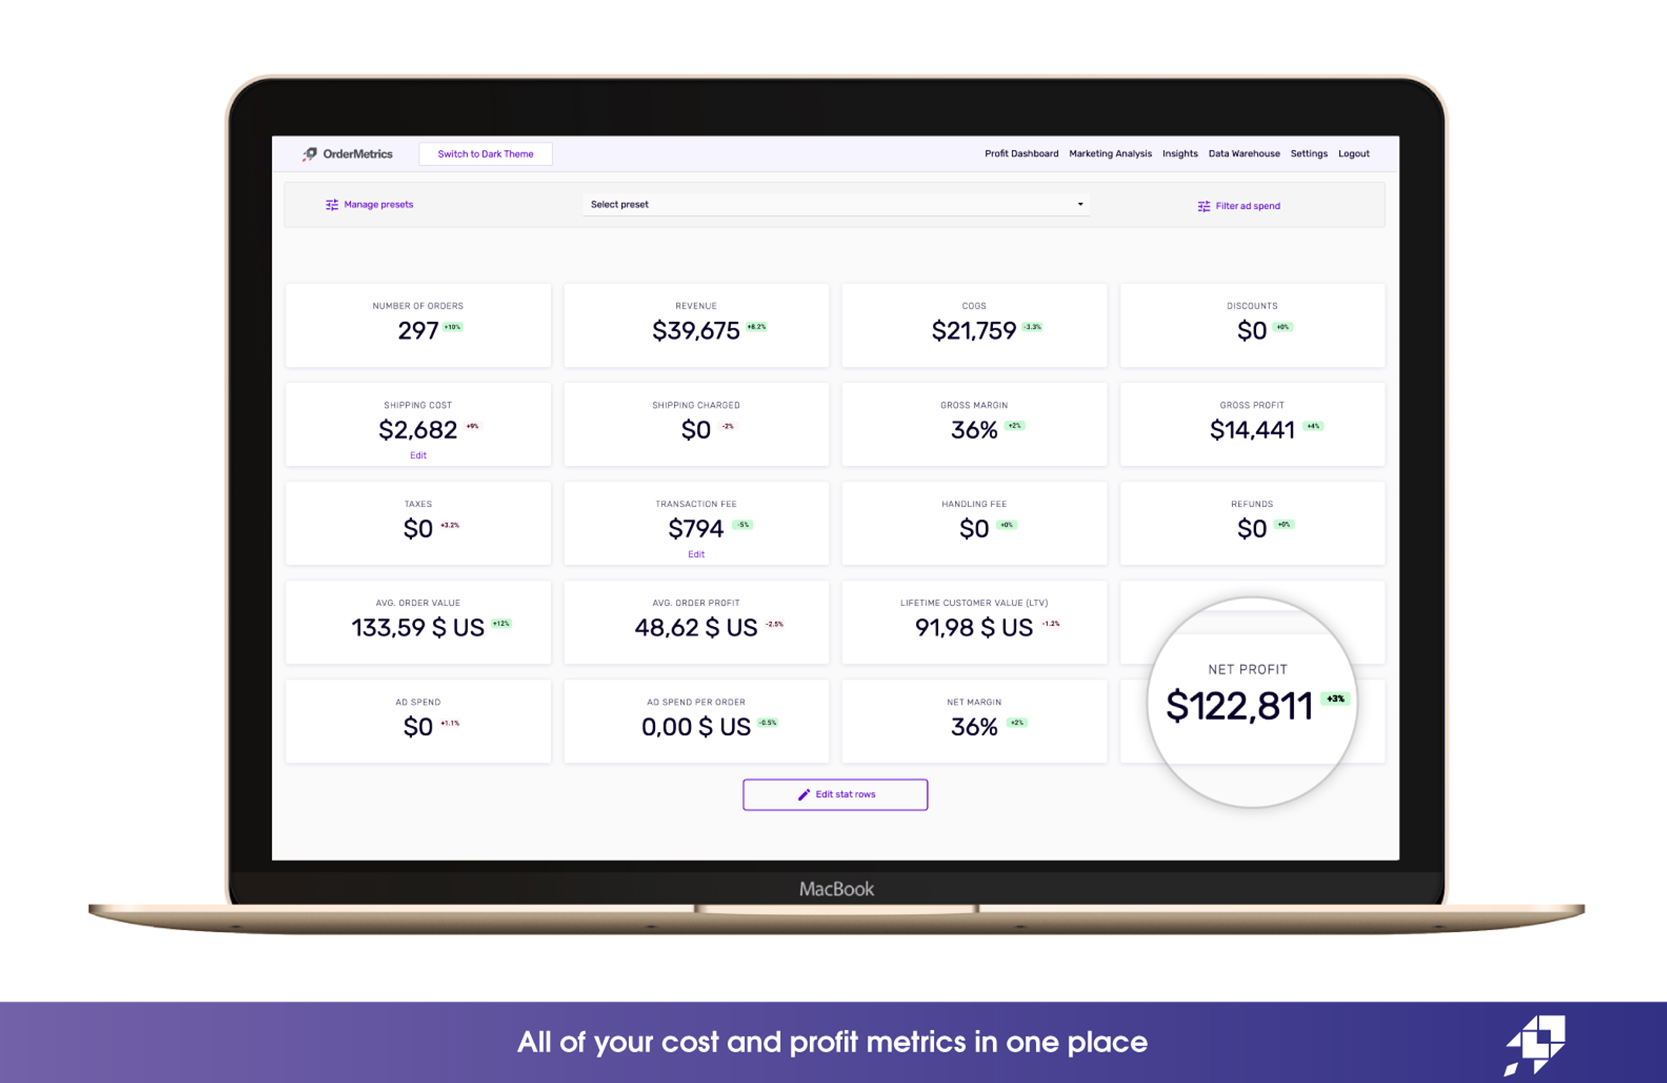 OrderMetrics
Switch to Dark Theme
Profit Dashboard Marketing Analysis Insights Data Warehouse Settings Logout
Manage presets
Select preset
Filter ad spend
NUMBER OF ORDERS
297 +10%
REVENUE
$39,675 +8.2%
COGS
$21,759 -3.3%
DISCOUNTS
$0 +0%
SHIPPING COST
$2,682 +9%
Edit
SHIPPING CHARGED
$0 -2%
GROSS MARGIN
36% +2%
GROSS PROFIT
$14,441 +4%
TAXES
$0 +3.2%
TRANSACTION FEE
$794 -5%
Edit
HANDLING FEE
$0 +0%
REFUNDS
$0 +0%
AVG. ORDER VALUE
133,59 $ US +12%
AVG. ORDER PROFIT
48,62 $ US -2.5%
LIFETIME CUSTOMER VALUE (LTV)
91,98 $ US -1.2%
AD SPEND
$0 +1.1%
AD SPEND PER ORDER
0,00 $ US -0.5%
NET MARGIN
36% +2%
NET PROFIT
$122,811 +3%
Edit stat rows
MacBook
All of your cost and profit metrics in one place